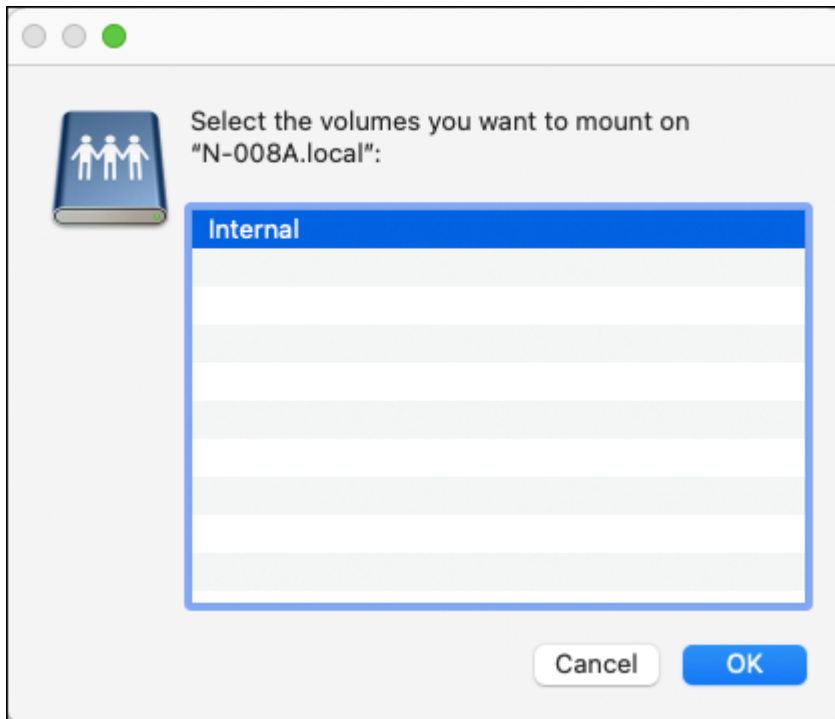 Select the volumes you want to mount on
“N-008A.local”:
Internal
Cancel
OK